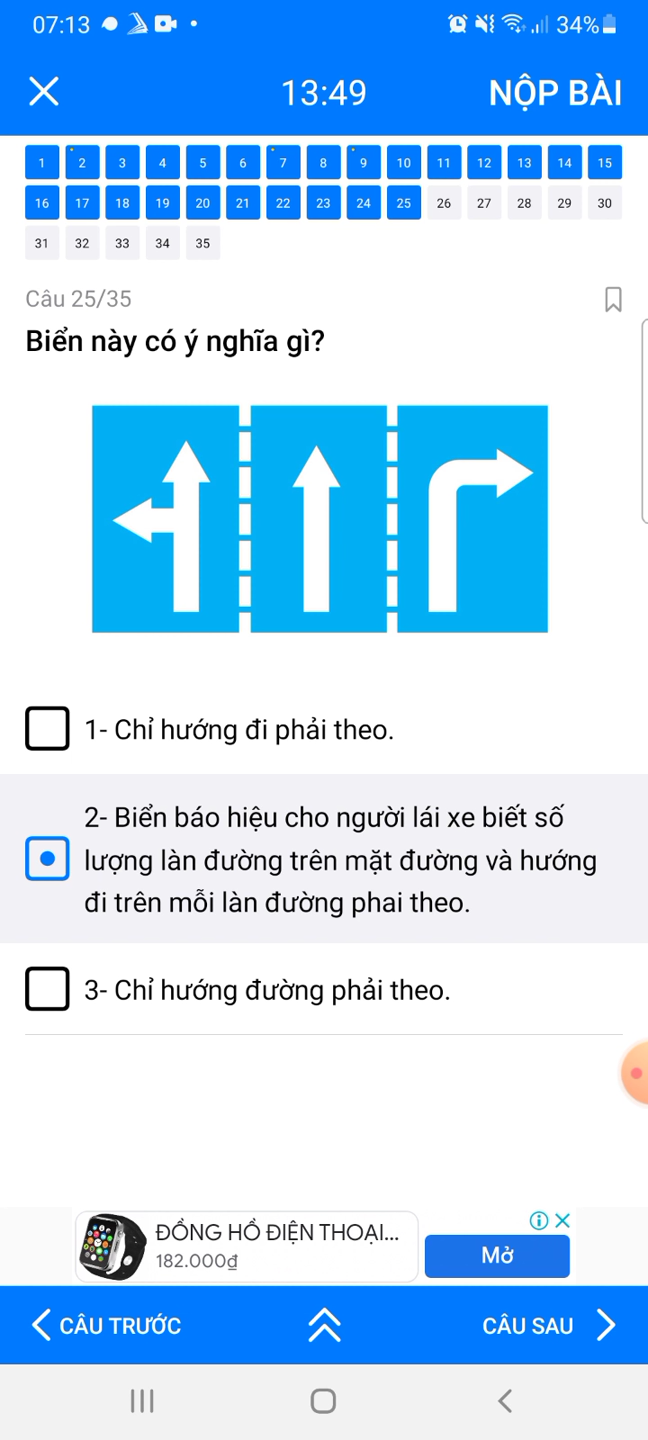 07:13
34%
13:49
NỘP BÀI
1 2 3 4 5 6 7 8 9 10 11 12 13 14 15
16 17 18 19 20 21 22 23 24 25 26 27 28 29 30
31 32 33 34 35
Câu 25/35
Biển này có ý nghĩa gì?
1- Chỉ hướng đi phải theo.
2- Biển báo hiệu cho người lái xe biết số
lượng làn đường trên mặt đường và hướng
đi trên mỗi làn đường phai theo.
3- Chỉ hướng đường phải theo.
ĐỒNG HỒ ĐIỆN THOẠI...
182.000₫
Mở
CÂU TRƯỚC
CÂU SAU